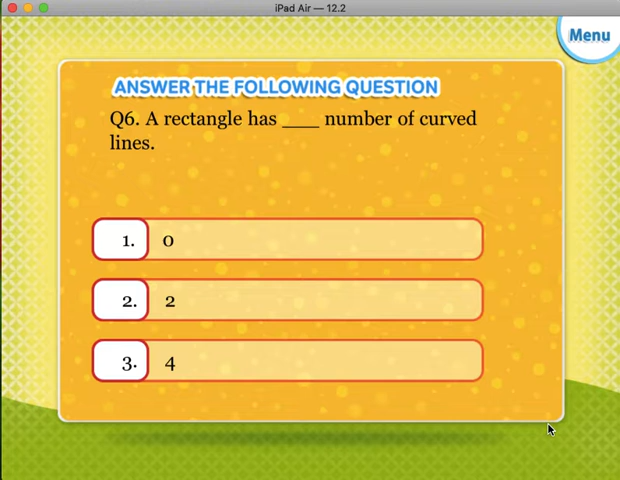 iPad Air — 12.2
Menu
ANSWER THE FOLLOWING QUESTION
Q6. A rectangle has ___ number of curved
lines.
1. 0
2. 2
3. 4